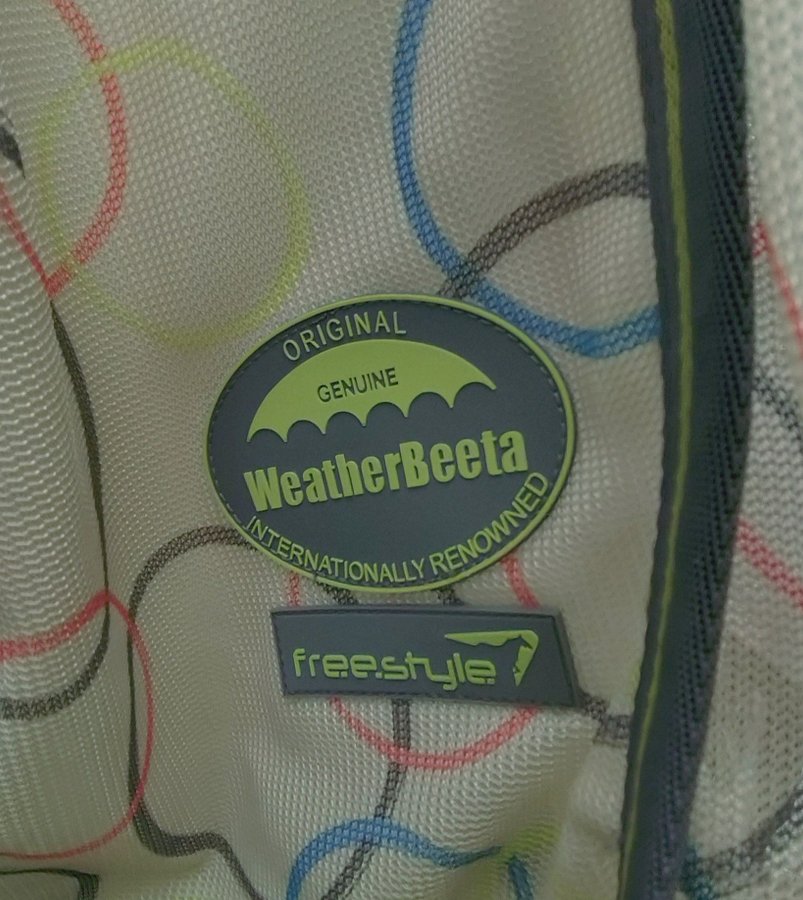 ORIGINAL
GENUINE
WeatherBeeta
INTERNATIONALLY RENOWNED
freestyle